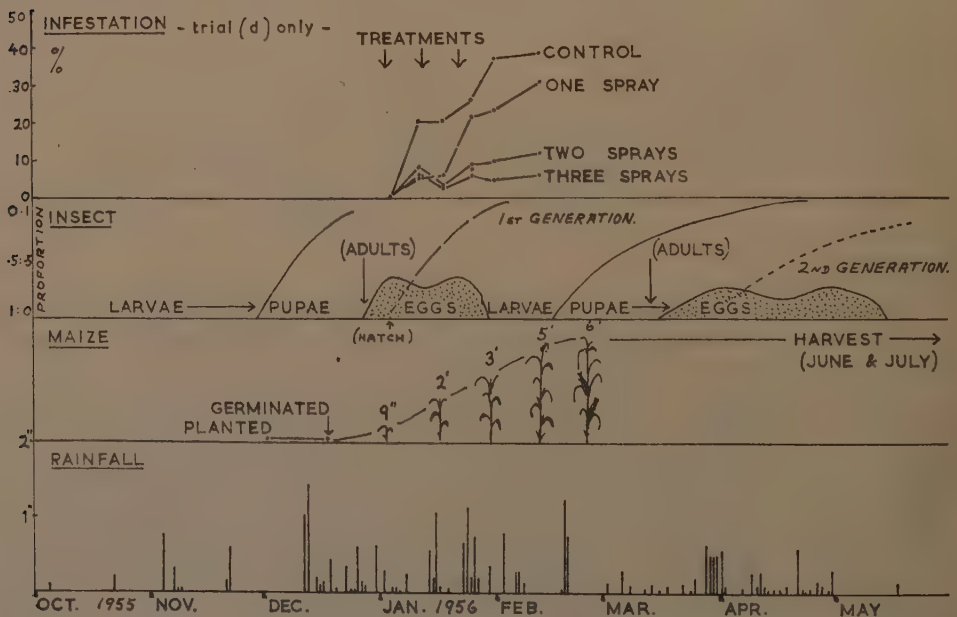 50
INFESTATION - trial (d) only -
%
40
30
20
10
0
TREATMENTS
CONTROL
ONE SPRAY
TWO SPRAYS
THREE SPRAYS
0·1
INSECT
PROPORTION
·5:5
1:0
LARVAE
PUPAE
(ADULTS)
EGGS
(HATCH)
1ST GENERATION.
LARVAE
PUPAE
(ADULTS)
EGGS
2ND GENERATION.
MAIZE
PLANTED
GERMINATED
9"
2'
3'
5'
6'
HARVEST
(JUNE & JULY)
2"
RAINFALL
1"
OCT. 1955 NOV. DEC. JAN. 1956 FEB. MAR. APR. MAY